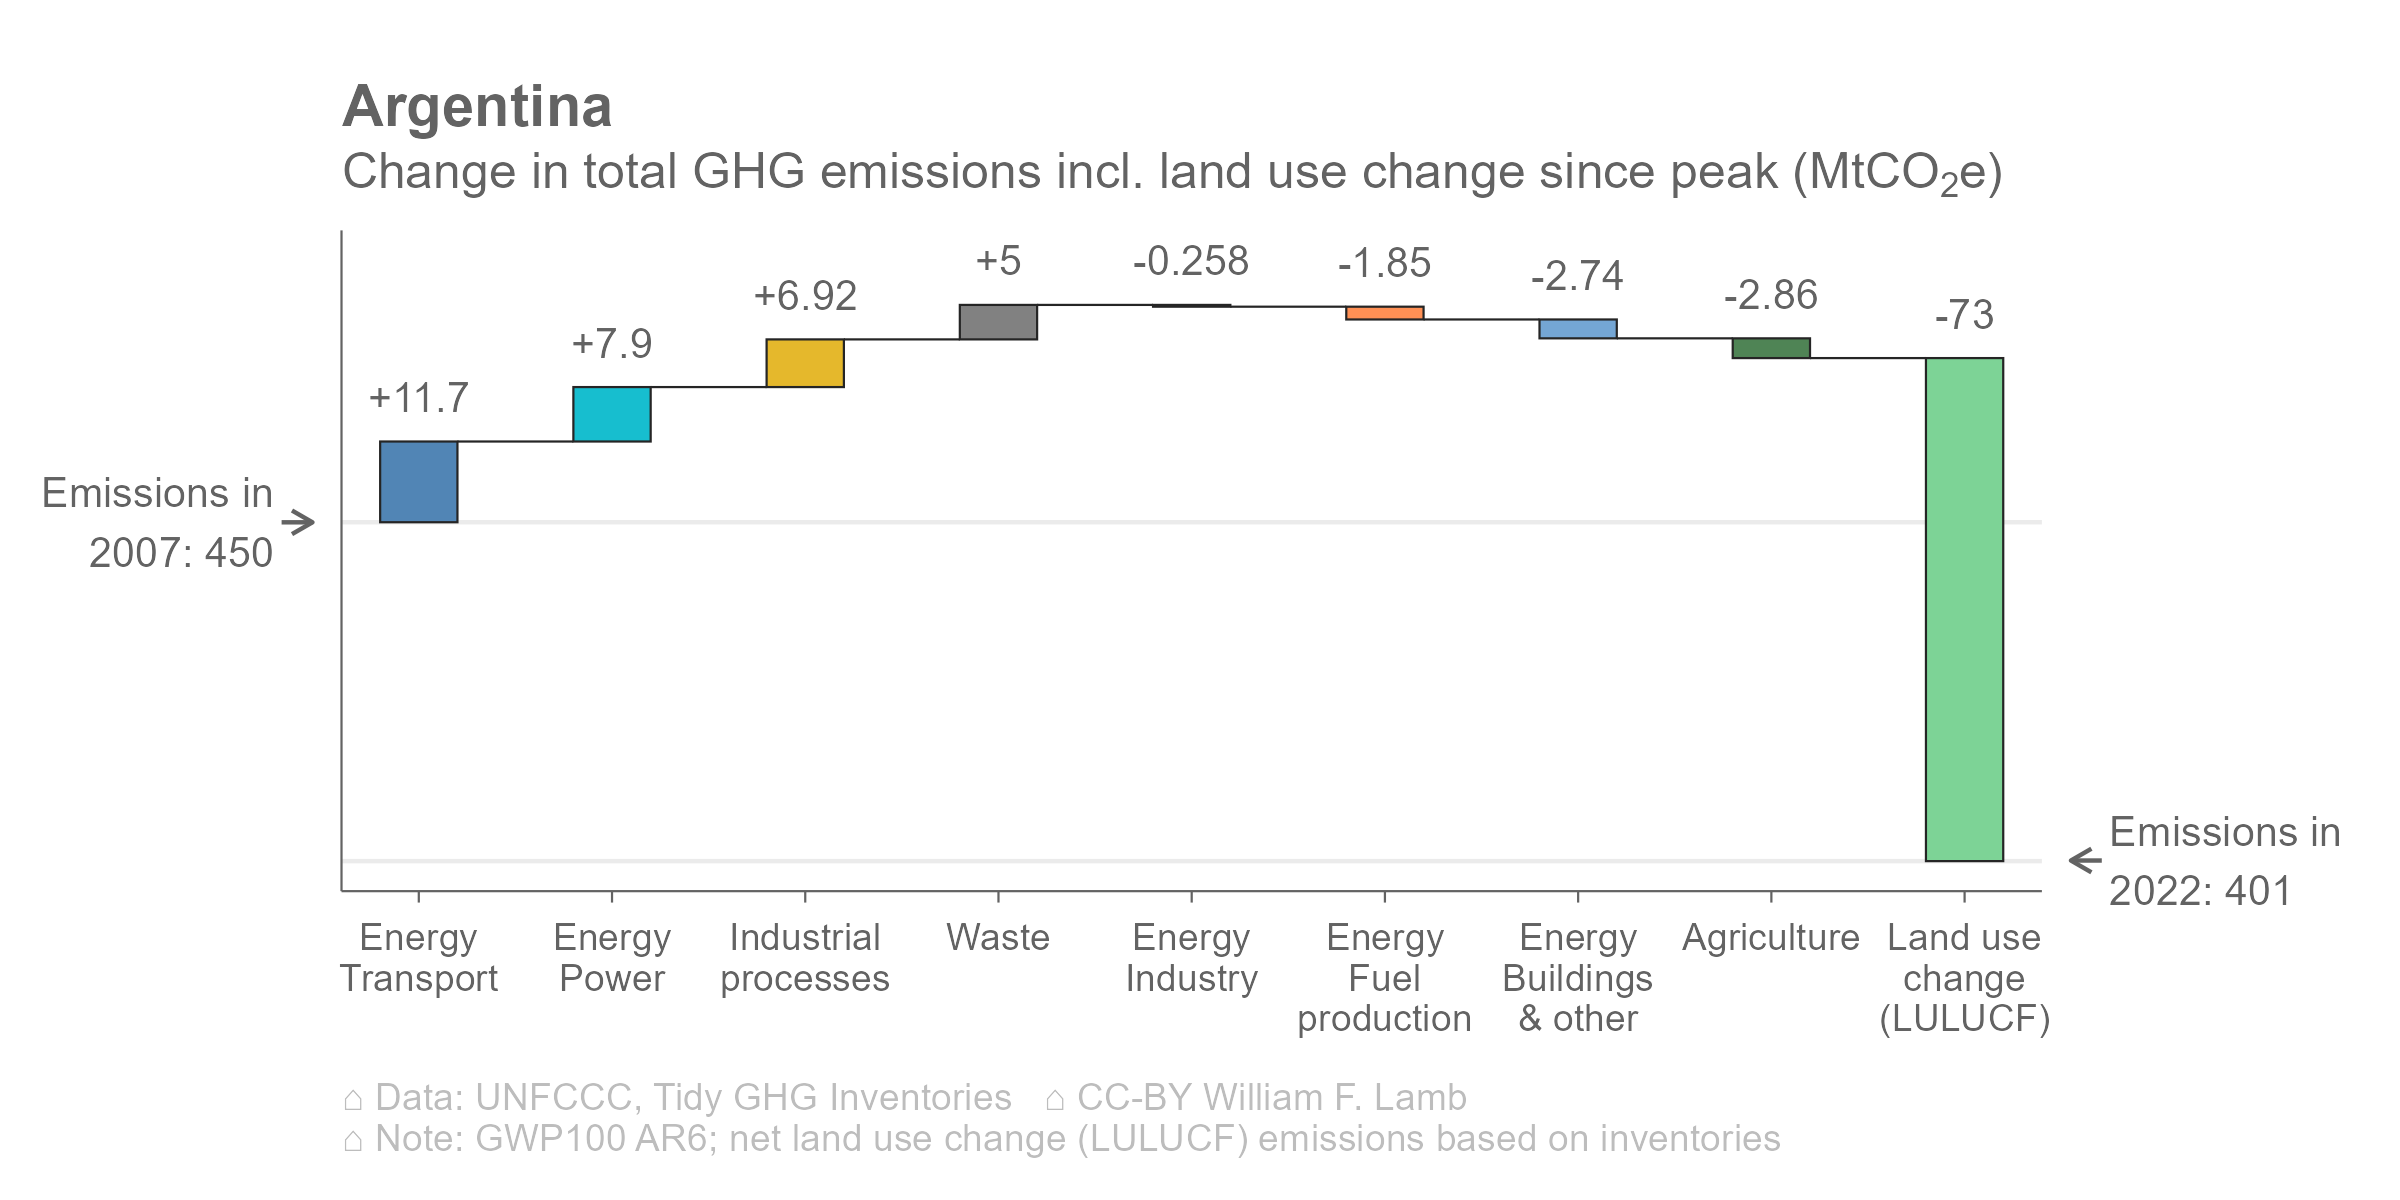 Argentina
Change in total GHG emissions incl. land use change since peak (MtCO₂e)
+11.7
+7.9
+6.92
+5
-0.258
-1.85
-2.74
-2.86
-73
Emissions in
2007: 450
Emissions in
2022: 401
Energy
Transport
Energy
Power
Industrial
processes
Waste
Energy
Industry
Energy
Fuel
production
Energy
Buildings
& other
Agriculture
Land use
change
(LULUCF)
⌂ Data: UNFCCC, Tidy GHG Inventories ⌂ CC-BY William F. Lamb
⌂ Note: GWP100 AR6; net land use change (LULUCF) emissions based on inventories